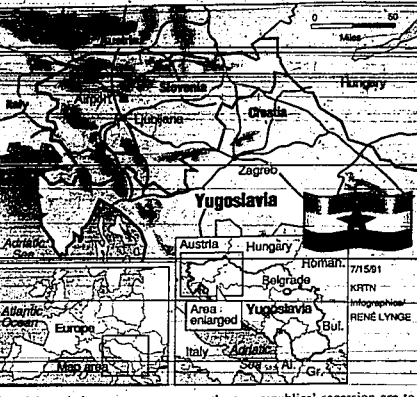 0 50
Miles
Austria
Hungary
Slovenia
Italy
Airport
Ljubljana
Croatia
Zagreb
Yugoslavia
Adriatic
Sea
Austria
Hungary
Roman.
Belgrade
Area
enlarged
Yugoslavia
Bul.
Italy
Adriatic
Sea
Al.
Gr.
Atlantic
Ocean
Europe
Map area
7/15/91
KRTN
Infographics/
RENÉ LYNGE
secession are to